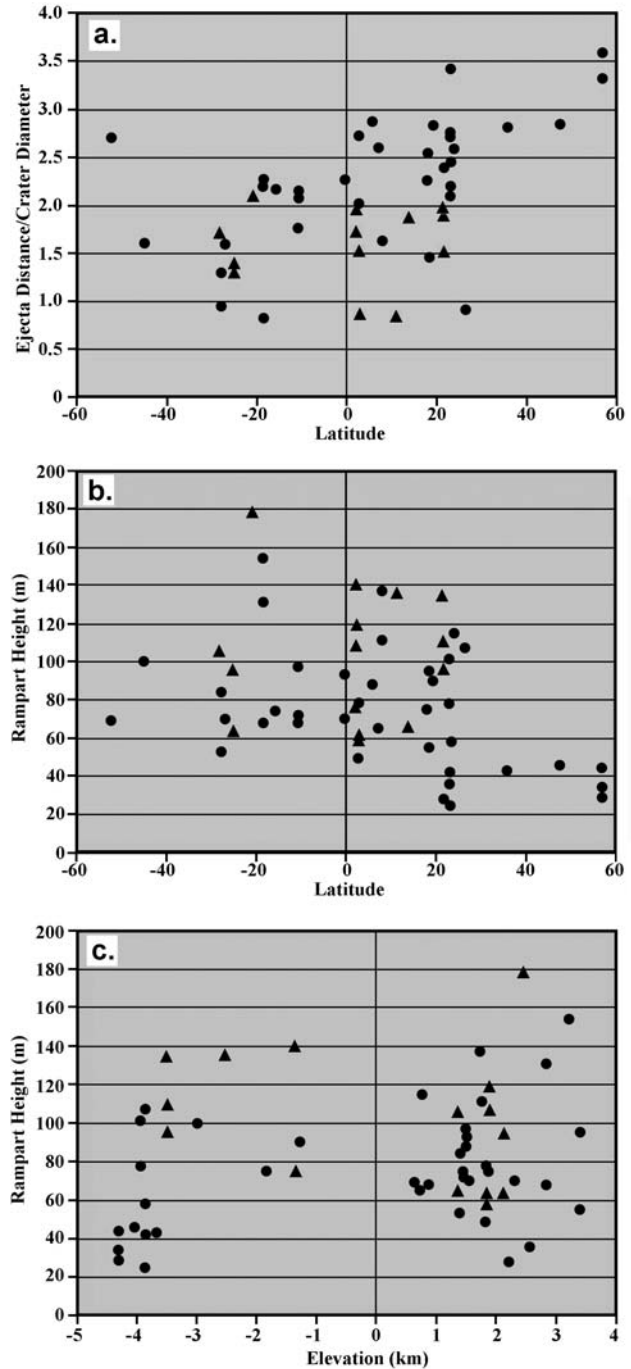 a.
Ejecta Distance/Crater Diameter
4.0
3.5
3.0
2.5
2.0
1.5
1.0
0.5
0
-60 -40 -20 0 20 40 60
Latitude
b.
Rampart Height (m)
200
180
160
140
120
100
80
60
40
20
0
-60 -40 -20 0 20 40 60
Latitude
c.
Rampart Height (m)
200
180
160
140
120
100
80
60
40
20
0
-5 -4 -3 -2 -1 0 1 2 3 4
Elevation (km)